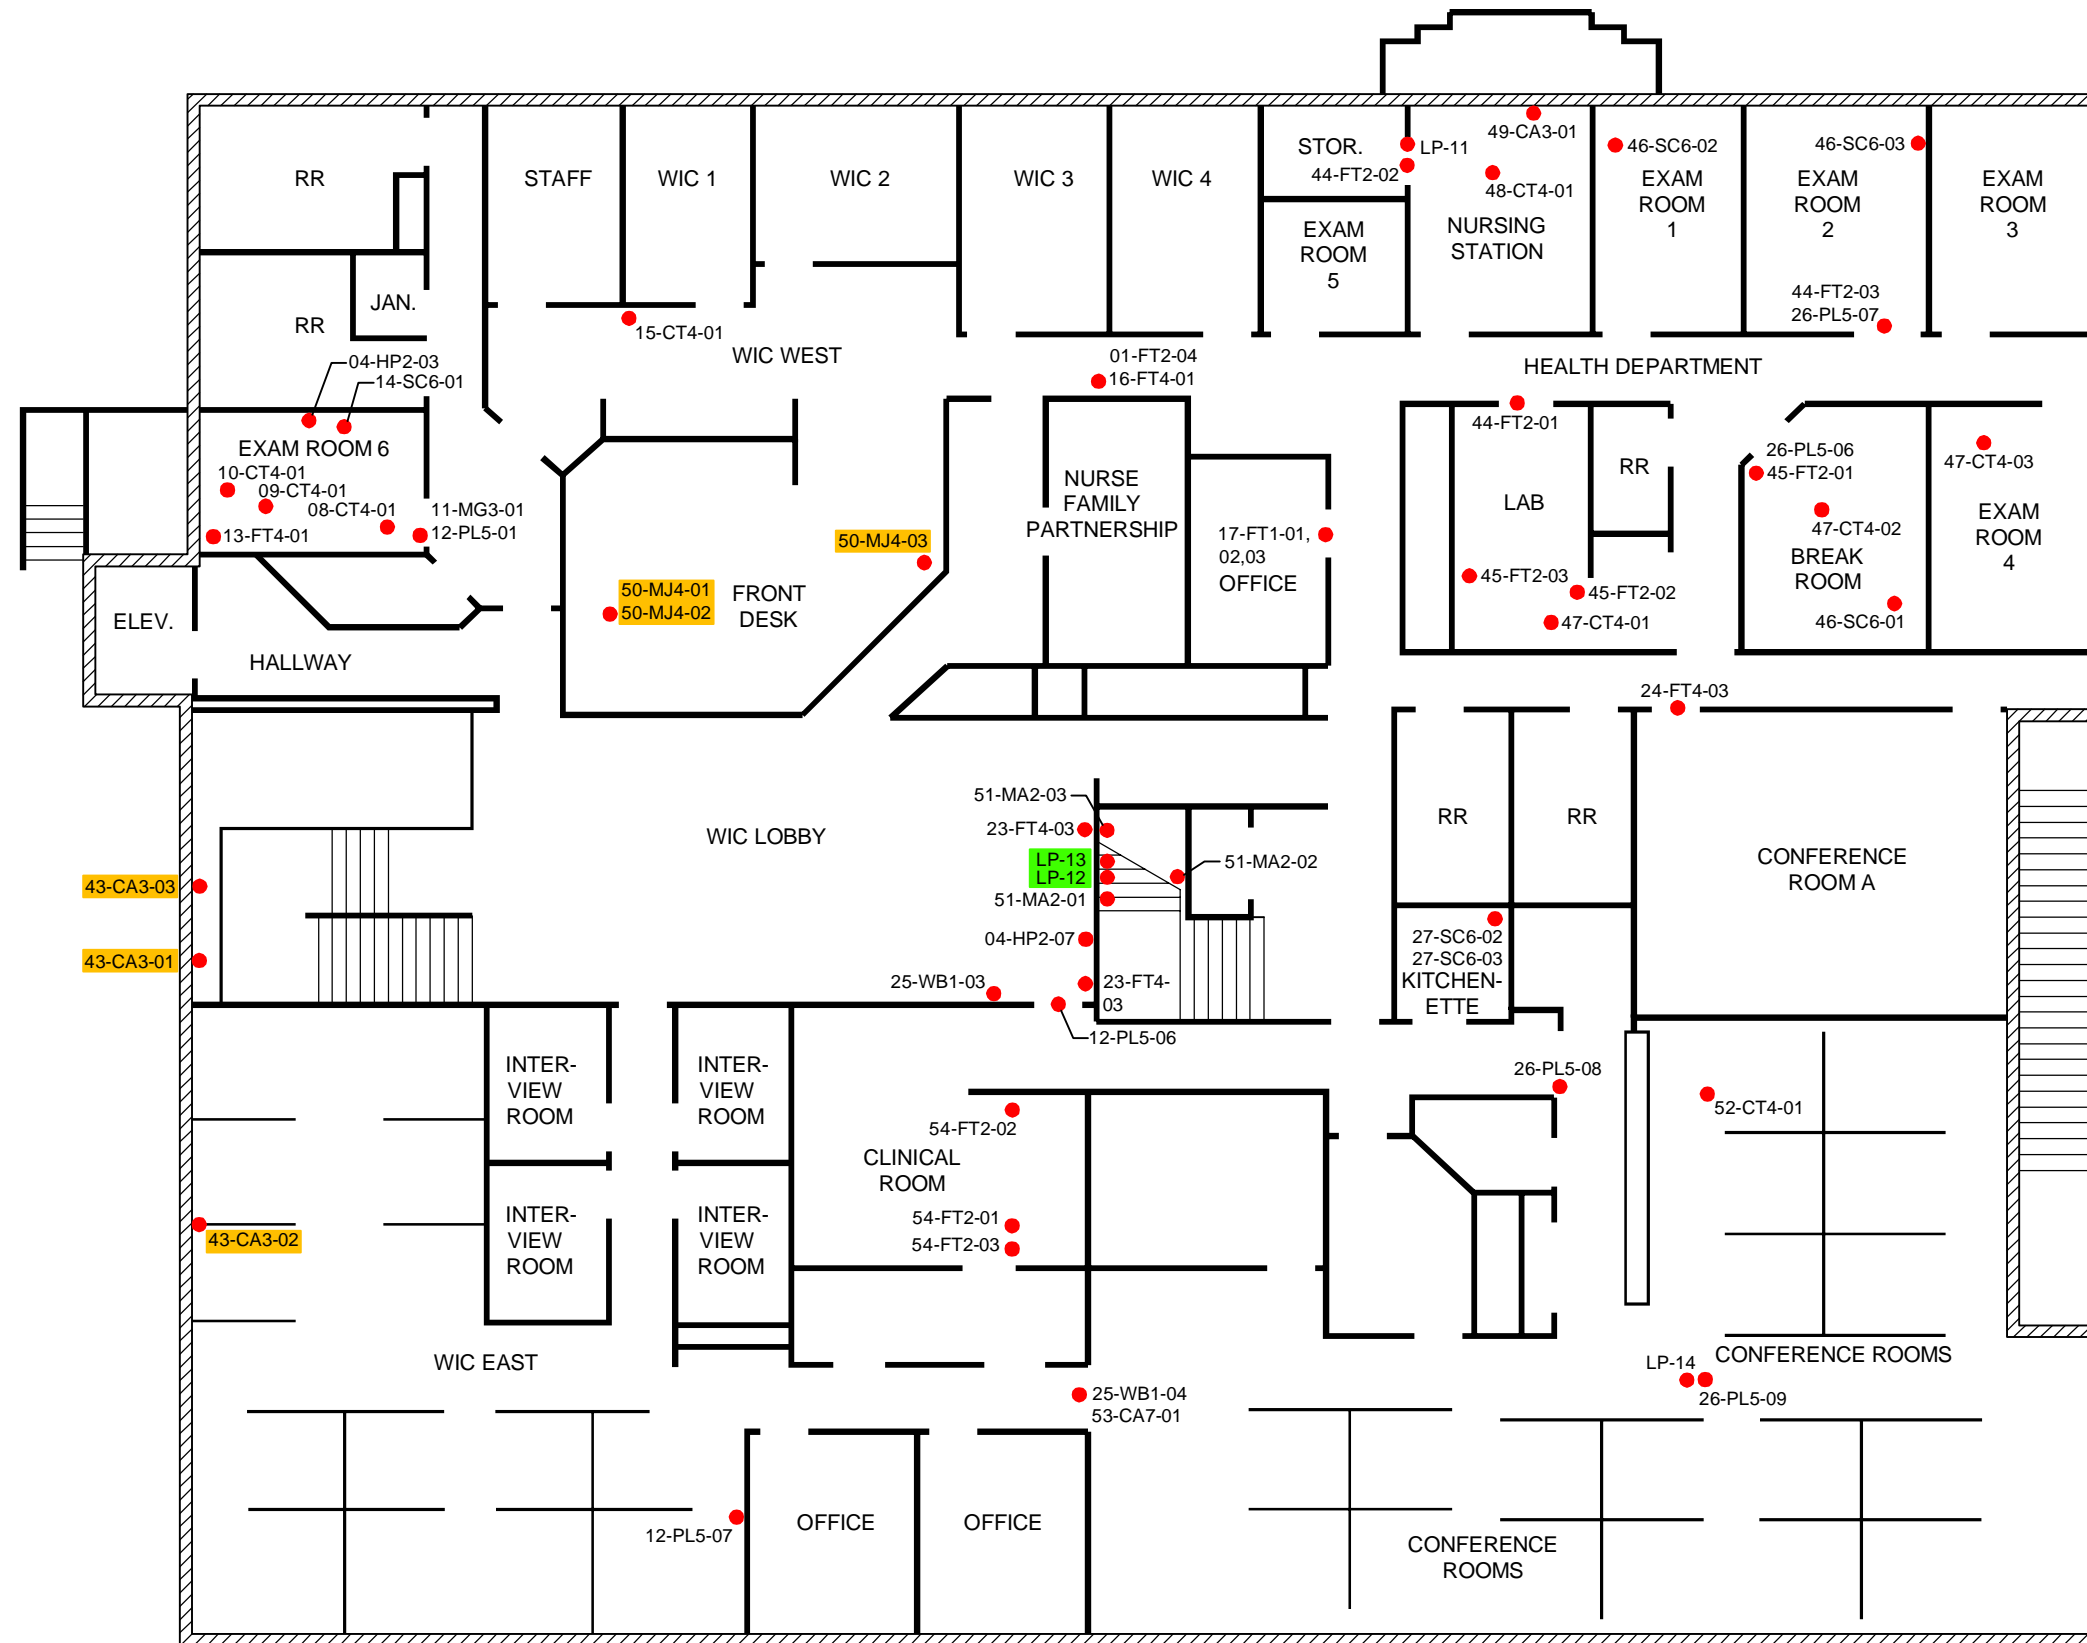 49-CA3-01
LP-11
STOR.
44-FT2-02
48-CT4-01
46-SC6-02
46-SC6-03
RR
STAFF
WIC 1
WIC 2
WIC 3
WIC 4
EXAM
ROOM
1
EXAM
ROOM
2
EXAM
ROOM
3
NURSING
STATION
EXAM
ROOM
5
JAN.
RR
44-FT2-03
26-PL5-07
15-CT4-01
WIC WEST
01-FT2-04
16-FT4-01
HEALTH DEPARTMENT
04-HP2-03
14-SC6-01
EXAM ROOM 6
10-CT4-01
09-CT4-01
08-CT4-01
13-FT4-01
11-MG3-01
12-PL5-01
44-FT2-01
NURSE
FAMILY
PARTNERSHIP
RR
LAB
26-PL5-06
45-FT2-01
47-CT4-03
47-CT4-02
EXAM
ROOM
4
BREAK
ROOM
17-FT1-01,
02,03
OFFICE
50-MJ4-03
50-MJ4-01
50-MJ4-02
FRONT
DESK
45-FT2-03
45-FT2-02
47-CT4-01
46-SC6-01
ELEV.
HALLWAY
24-FT4-03
51-MA2-03
23-FT4-03
WIC LOBBY
LP-13
LP-12
51-MA2-02
51-MA2-01
RR
RR
CONFERENCE
ROOM A
43-CA3-03
43-CA3-01
04-HP2-07
25-WB1-03
23-FT4-
03
27-SC6-02
27-SC6-03
KITCHEN-
ETTE
12-PL5-06
INTER-
VIEW
ROOM
INTER-
VIEW
ROOM
26-PL5-08
52-CT4-01
54-FT2-02
CLINICAL
ROOM
INTER-
VIEW
ROOM
INTER-
VIEW
ROOM
54-FT2-01
54-FT2-03
43-CA3-02
WIC EAST
LP-14
CONFERENCE ROOMS
26-PL5-09
25-WB1-04
53-CA7-01
12-PL5-07
OFFICE
OFFICE
CONFERENCE
ROOMS